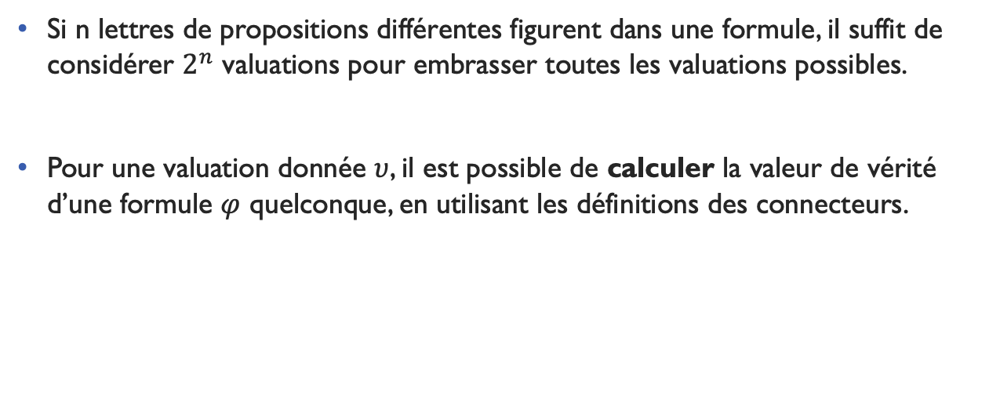 • Si n lettres de propositions différentes figurent dans une formule, il suffit de
considérer 2ⁿ valuations pour embrasser toutes les valuations possibles.
• Pour une valuation donnée 𝑣, il est possible de calculer la valeur de vérité
d’une formule 𝜑 quelconque, en utilisant les définitions des connecteurs.